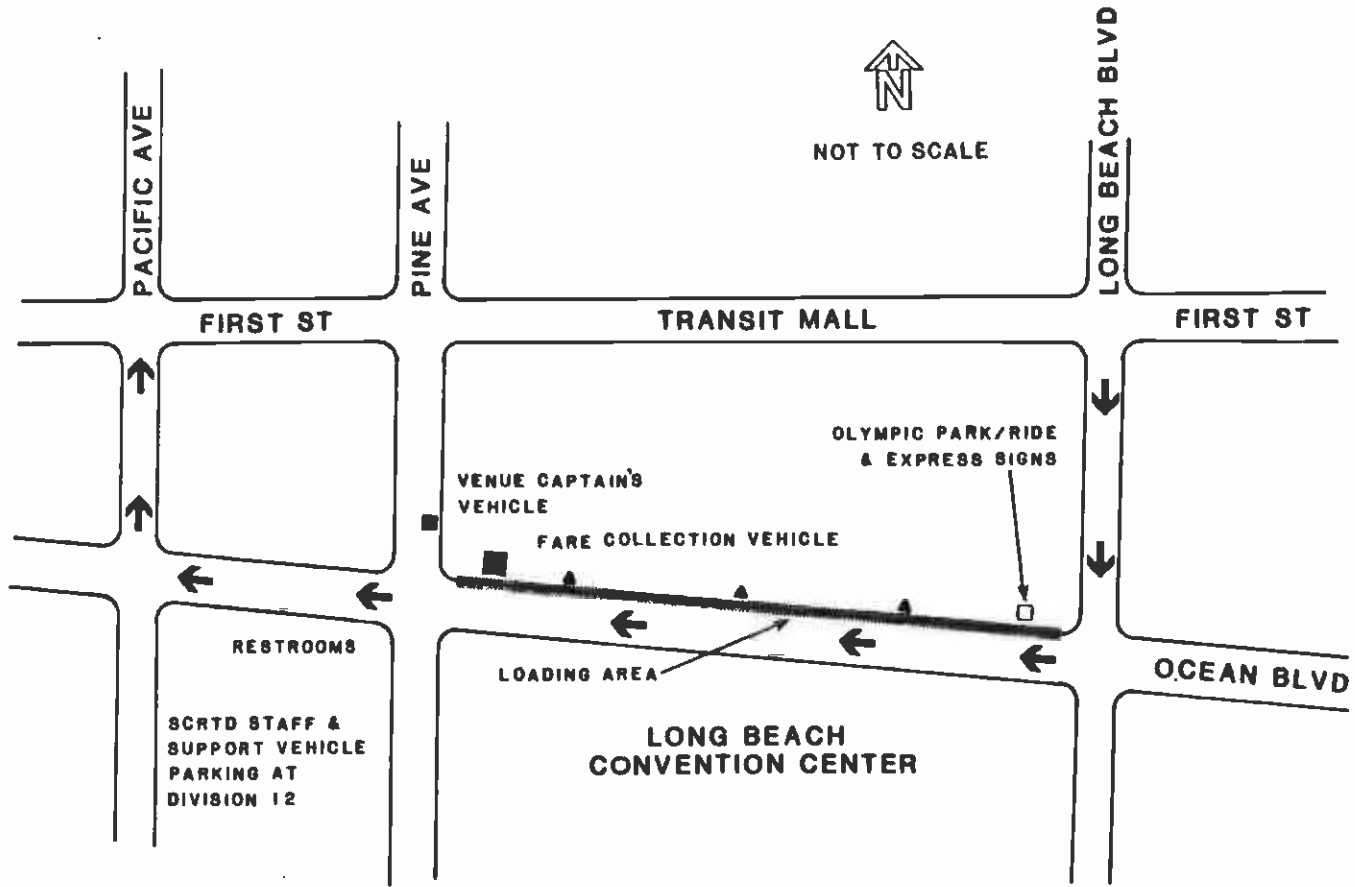 LONG BEACH BLVD
N
NOT TO SCALE
PACIFIC AVE
PINE AVE
FIRST ST
TRANSIT MALL
FIRST ST
OLYMPIC PARK/RIDE
& EXPRESS SIGNS
VENUE CAPTAIN'S
VEHICLE
FARE COLLECTION VEHICLE
RESTROOMS
LOADING AREA
OCEAN BLVD
SCRTD STAFF &
SUPPORT VEHICLE
PARKING AT
DIVISION 12
LONG BEACH
CONVENTION CENTER